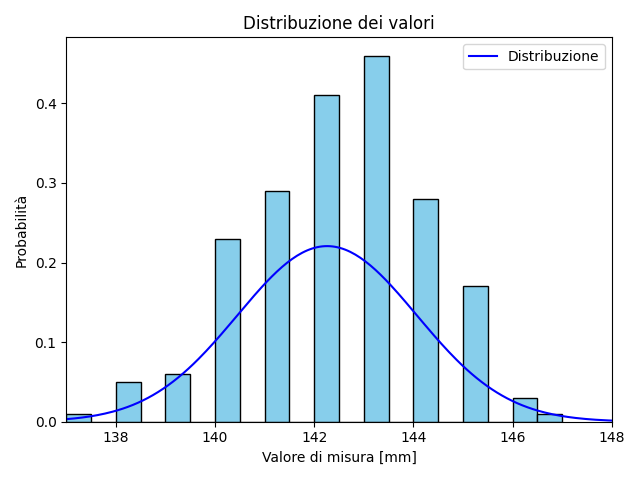 Distribuzione dei valori
Distribuzione
Probabilità
0.4
0.3
0.2
0.1
0.0
138 140 142 144 146 148
Valore di misura [mm]